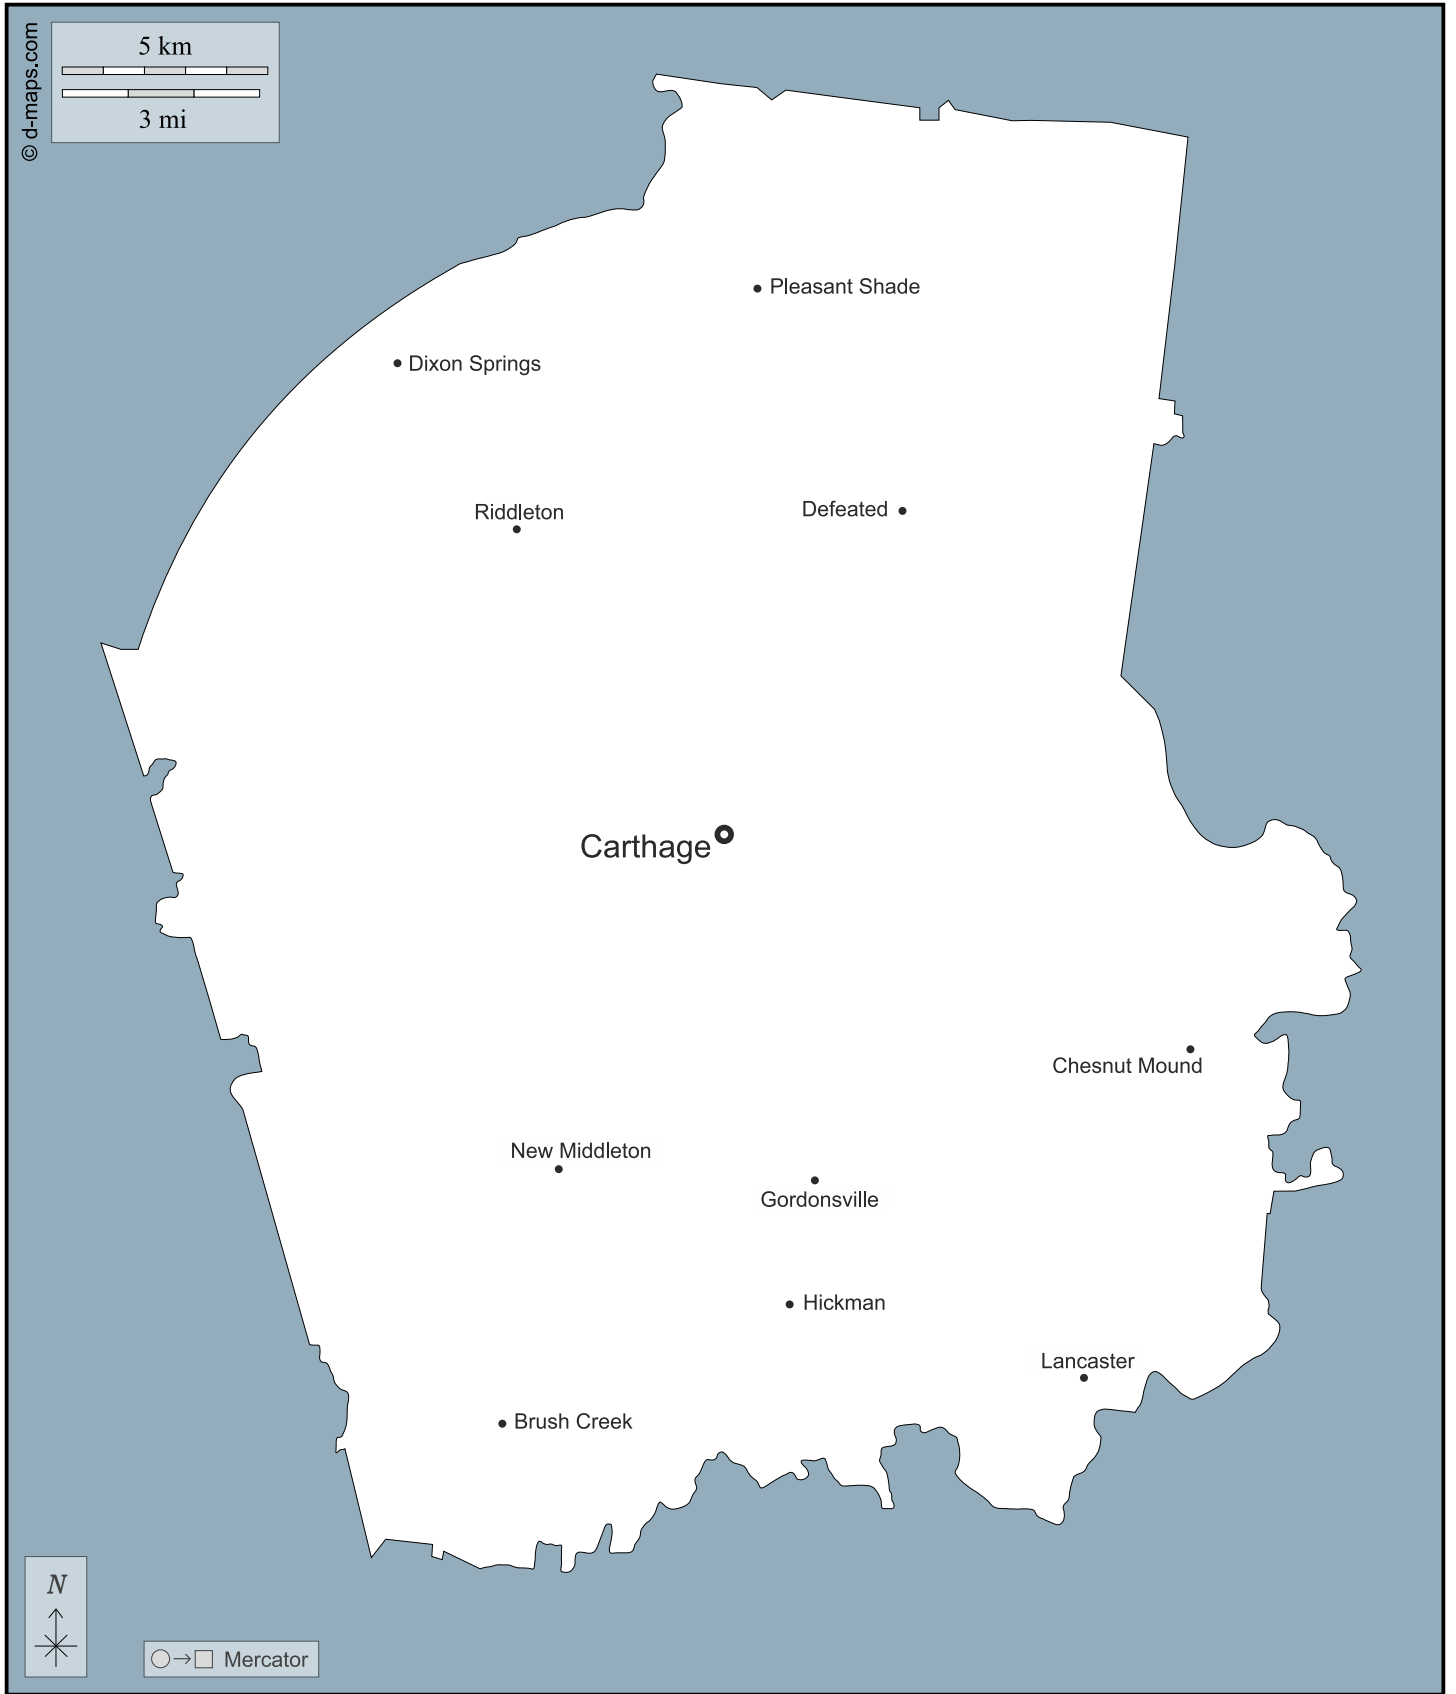 © d-maps.com
5 km
3 mi
Pleasant Shade
Dixon Springs
Riddleton
Defeated
Carthage
Chesnut Mound
New Middleton
Gordonsville
Hickman
Lancaster
Brush Creek
N
Mercator